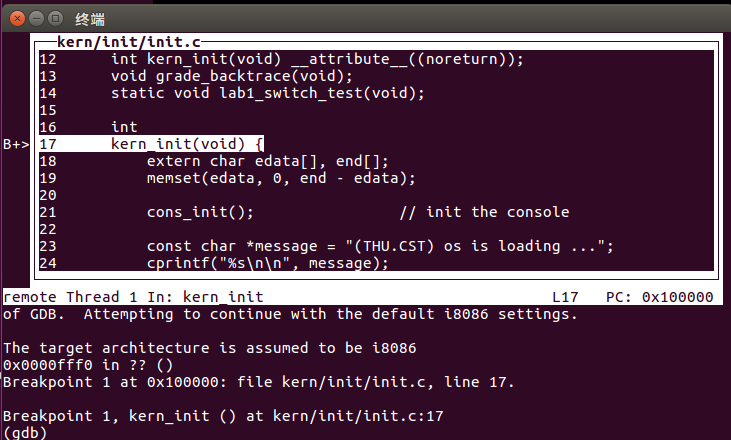 终端
kern/init/init.c
12 int kern_init(void) __attribute__((noreturn));
13 void grade_backtrace(void);
14 static void lab1_switch_test(void);
15
16 int
B+> 17 kern_init(void) {
18 extern char edata[], end[];
19 memset(edata, 0, end - edata);
20
21 cons_init(); // init the console
22
23 const char *message = "(THU.CST) os is loading ...";
24 cprintf("%s\n\n", message);
remote Thread 1 In: kern_init L17 PC: 0x100000
of GDB. Attempting to continue with the default i8086 settings.
The target architecture is assumed to be i8086
0x0000fff0 in ?? ()
Breakpoint 1 at 0x100000: file kern/init/init.c, line 17.
Breakpoint 1, kern_init () at kern/init/init.c:17
(gdb)